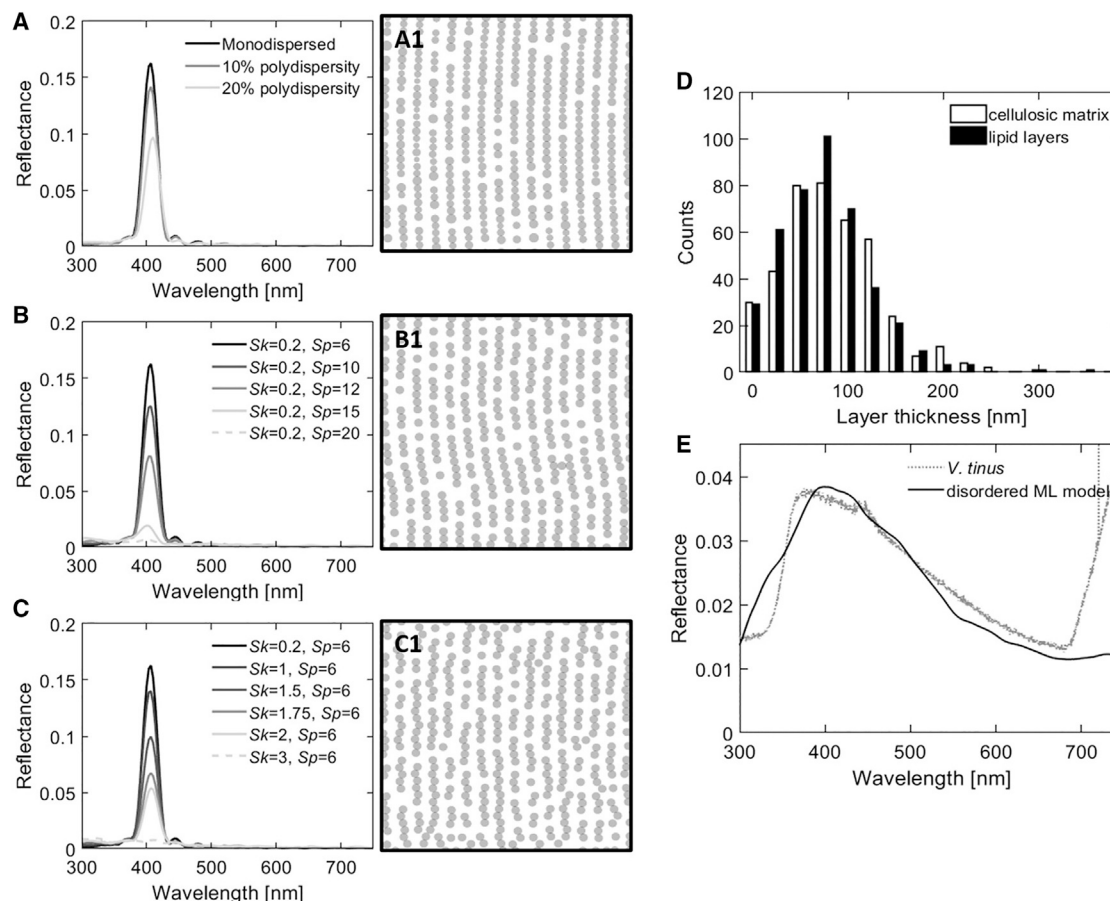 A
0.2
0.15
0.1
0.05
0
Reflectance
Monodispersed
10% polydispersity
20% polydispersity
300 400 500 600 700
Wavelength [nm]
A1
B
0.2
0.15
0.1
0.05
0
Reflectance
Sk=0.2, Sp=6
Sk=0.2, Sp=10
Sk=0.2, Sp=12
Sk=0.2, Sp=15
Sk=0.2, Sp=20
300 400 500 600 700
Wavelength [nm]
B1
C
0.2
0.15
0.1
0.05
0
Reflectance
Sk=0.2, Sp=6
Sk=1, Sp=6
Sk=1.5, Sp=6
Sk=1.75, Sp=6
Sk=2, Sp=6
Sk=3, Sp=6
300 400 500 600 700
Wavelength [nm]
C1
D
120
100
80
60
40
20
0
Counts
cellulosic matrix
lipid layers
0 100 200 300
Layer thickness [nm]
E
0.04
0.03
0.02
0.01
0
Reflectance
V. tinus
disordered ML model
300 400 500 600 700
Wavelength [nm]